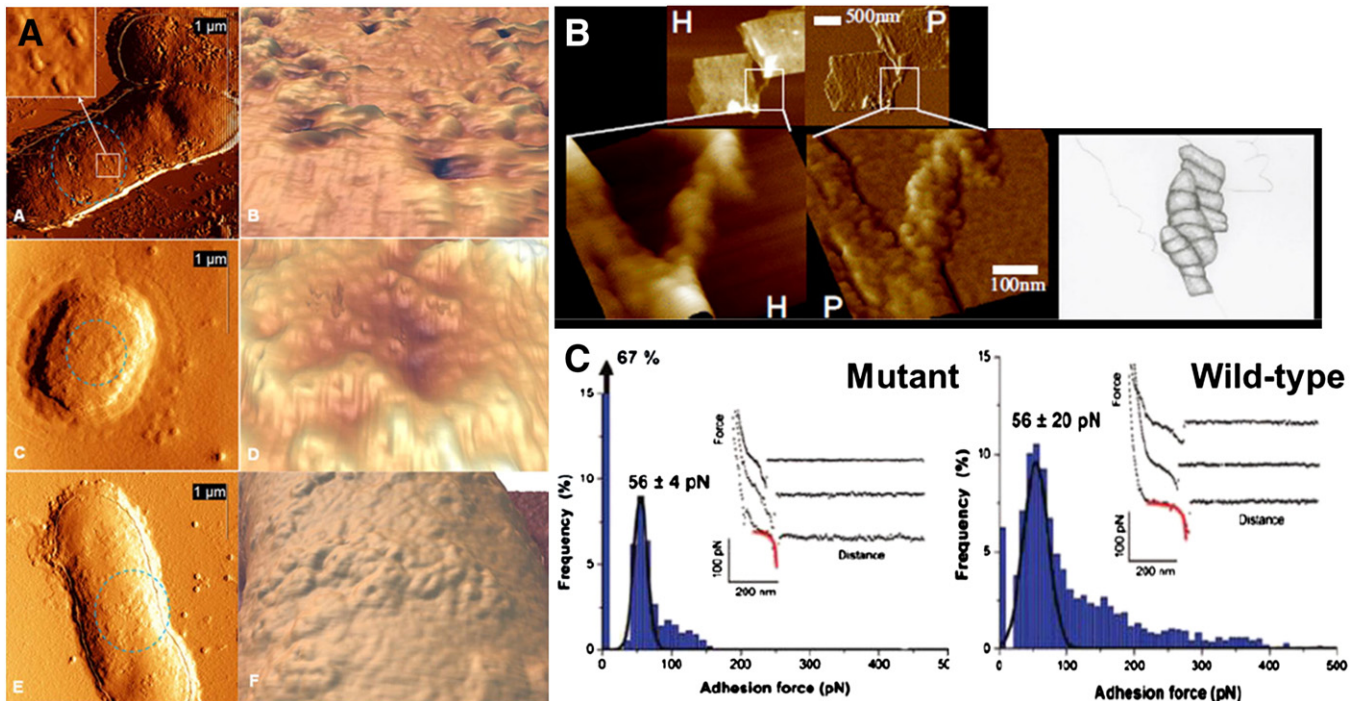 A
1 µm
A
B
1 µm
C
D
1 µm
E
F
B
H
500nm
P
H
P
100nm
C
67 %
Mutant
56 ± 4 pN
Frequency (%)
15
10
5
0
Force
100 pN
200 nm
Distance
0 100 200 300 400 50
Adhesion force (pN)
Wild-type
56 ± 20 pN
Frequency (%)
15
10
5
0
Force
100 pN
200 nm
Distance
0 100 200 300 400 500
Adhesion force (pN)